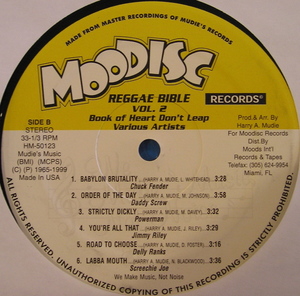 MADE FROM MASTER RECORDINGS OF MUDIE'S RECORDS
MOODISC
RECORDS
REGGAE BIBLE
VOL. 2
Book of Heart Don't Leap
Various Artists
SIDE B
STEREO
33-1/3 RPM
HM-50123
Mudie's Music
(BMI) (MCPS)
(C) (P) 1965-1999
Made in USA
Prod.& Arr. By
Harry A. Mudie
For Moodisc Records
Dist By
Moods Int'l
Records & Tapes
Telefax: (305) 624-9954
Miami, FL
1. BABYLON BRUTALITY (HARRY A. MUDIE, L. WHITEHEAD) 3:38
Chuck Fender
2. ORDER OF THE DAY (HARRY A. MUDIE, M. JOHNSON) 3:58
Daddy Screw
3. STRICTLY DICKLY (HARRY A. MUDIE, M. DAVEY) 3:38
Powerman
4. YOU'RE ALL THAT (HARRY A. MUDIE, J. RILEY) 3:31
Jimmy Riley
5. ROAD TO CHOOSE (HARRY A. MUDIE, D. FOSTER) 3:38
Delly Ranks
6. LABBA MOUTH (HARRY A. MUDIE, N. BLACKWOOD) 3:38
Screechie Joe
We Make Music, Not Noise
ALL RIGHTS RESERVED. UNAUTHORIZED COPYING OF THIS RECORDING IS STRICTLY PROHIBITED.